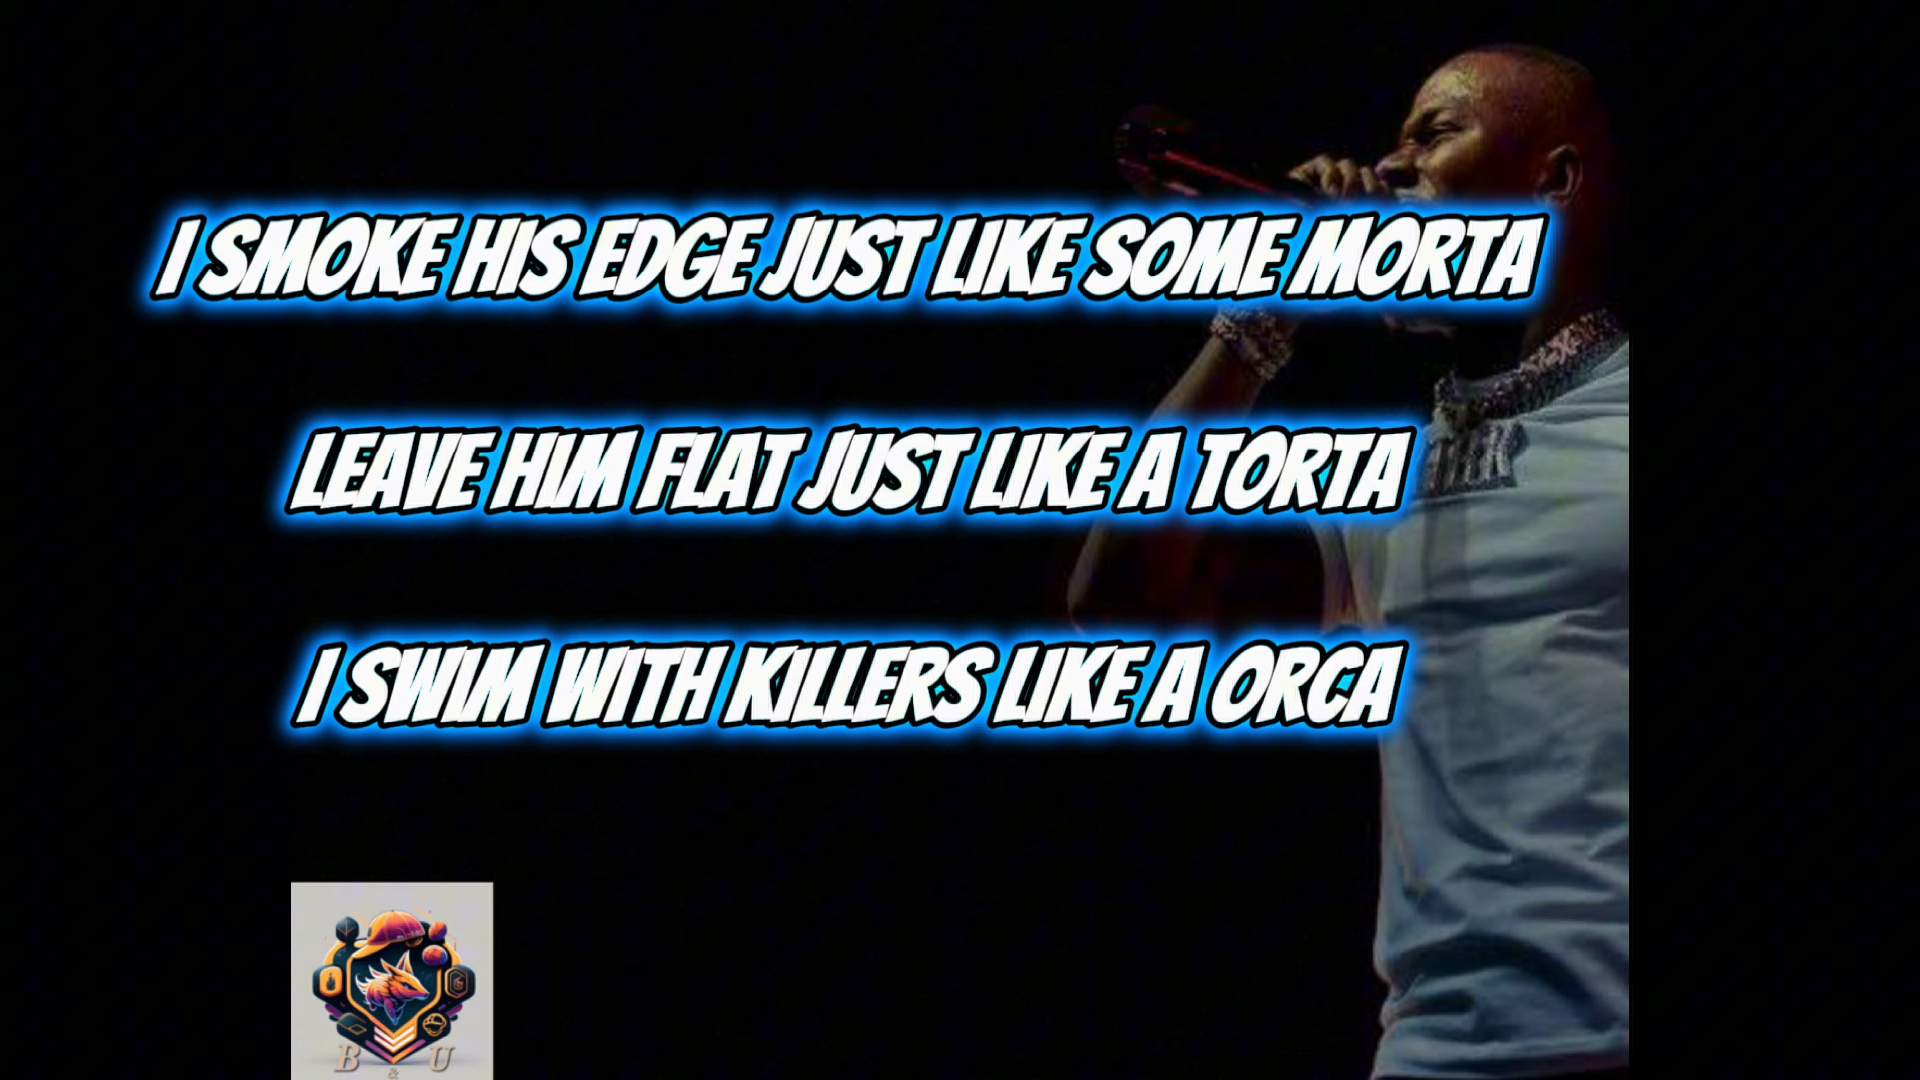 I SMOKE HIS EDGE JUST LIKE SOME MORTA
LEAVE HIM FLAT JUST LIKE A TORTA
I SWIM WITH KILLERS LIKE A ORCA
B & U